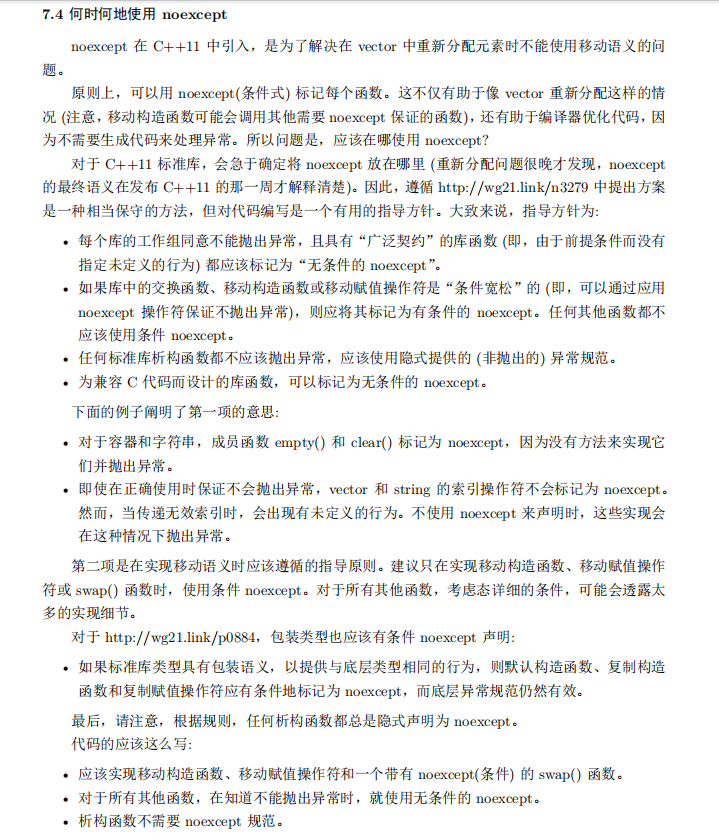 7.4 何时何地使用 noexcept
noexcept 在 C++11 中引入，是为了解决在 vector 中重新分配元素时不能使用移动语义的问
题。
原则上，可以用 noexcept(条件式) 标记每个函数。这不仅有助于像 vector 重新分配这样的情
况 (注意，移动构造函数可能会调用其他需要 noexcept 保证的函数)，还有助于编译器优化代码，因
为不需要生成代码来处理异常。所以问题是，应该在哪使用 noexcept?
对于 C++11 标准库，会急于确定将 noexcept 放在哪里 (重新分配问题很晚才发现，noexcept
的最终语义在发布 C++11 的那一周才解释清楚)。因此，遵循 http://wg21.link/n3279 中提出方案
是一种相当保守的方法，但对代码编写是一个有用的指导方针。大致来说，指导方针为:
• 每个库的工作组同意不能抛出异常，且具有“广泛契约”的库函数 (即，由于前提条件而没有
指定未定义的行为) 都应该标记为“无条件的 noexcept”。
• 如果库中的交换函数、移动构造函数或移动赋值操作符是“条件宽松”的 (即，可以通过应用
noexcept 操作符保证不抛出异常)，则应将其标记为有条件的 noexcept。任何其他函数都不
应该使用条件 noexcept。
• 任何标准库析构函数都不应该抛出异常，应该使用隐式提供的 (非抛出的) 异常规范。
• 为兼容 C 代码而设计的库函数，可以标记为无条件的 noexcept。
下面的例子阐明了第一项的意思:
• 对于容器和字符串，成员函数 empty() 和 clear() 标记为 noexcept，因为没有方法来实现它
们并抛出异常。
• 即使在正确使用时保证不会抛出异常，vector 和 string 的索引操作符不会标记为 noexcept。
然而，当传递无效索引时，会出现有未定义的行为。不使用 noexcept 来声明时，这些实现会
在这种情况下抛出异常。
第二项是在实现移动语义时应该遵循的指导原则。建议只在实现移动构造函数、移动赋值操作
符或 swap() 函数时，使用条件 noexcept。对于所有其他函数，考虑态详细的条件，可能会透露太
多的实现细节。
对于 http://wg21.link/p0884，包装类型也应该有条件 noexcept 声明:
• 如果标准库类型具有包装语义，以提供与底层类型相同的行为，则默认构造函数、复制构造
函数和复制赋值操作符应有条件地标记为 noexcept，而底层异常规范仍然有效。
最后，请注意，根据规则，任何析构函数都总是隐式声明为 noexcept。
代码的应该这么写:
• 应该实现移动构造函数、移动赋值操作符和一个带有 noexcept(条件) 的 swap() 函数。
• 对于所有其他函数，在知道不能抛出异常时，就使用无条件的 noexcept。
• 析构函数不需要 noexcept 规范。